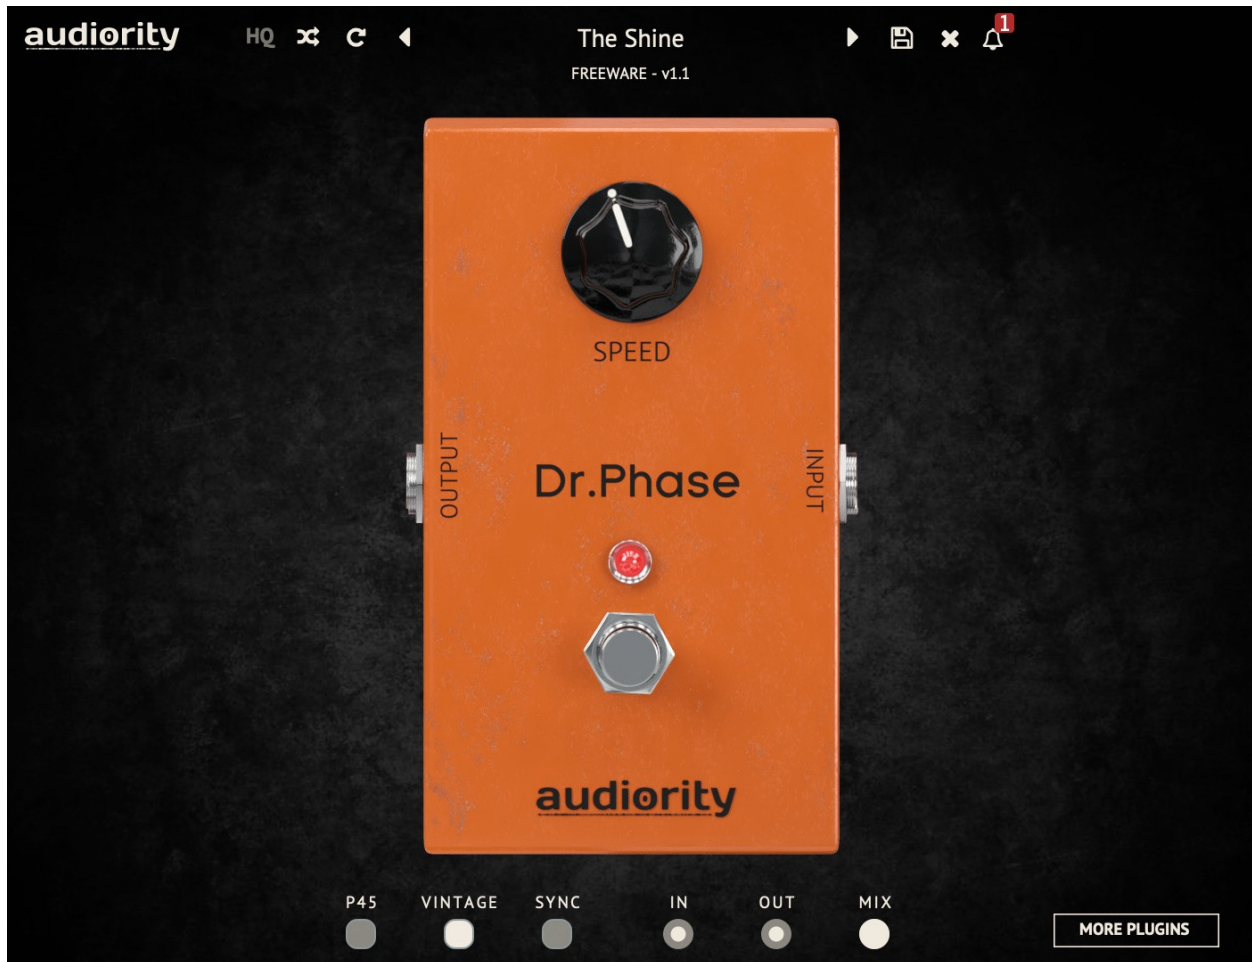 audiority
HQ
The Shine
1
FREEWARE - v1.1
SPEED
OUTPUT
INPUT
Dr.Phase
audiority
P45
VINTAGE
SYNC
IN
OUT
MIX
MORE PLUGINS